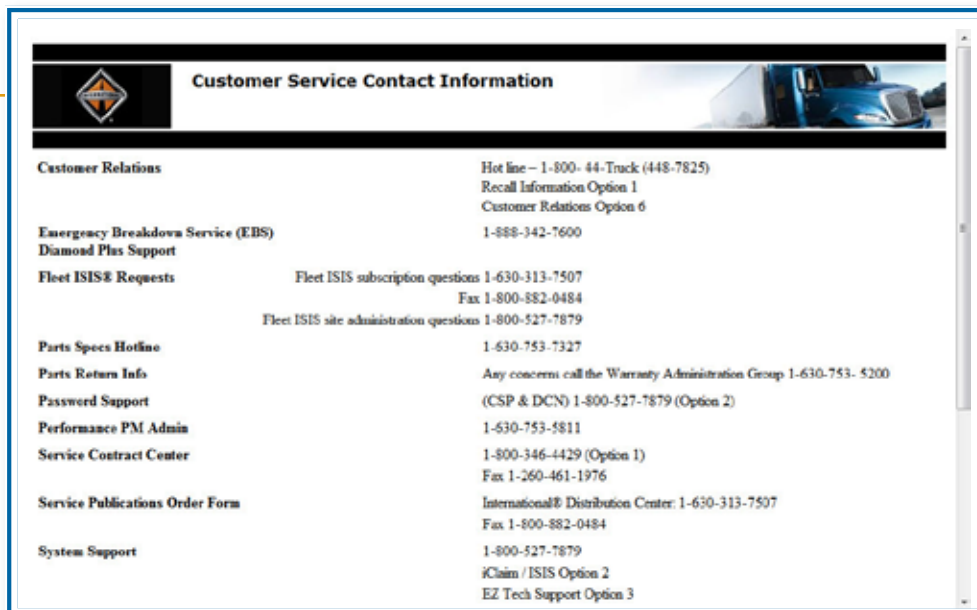 Customer Service Contact Information
Customer Relations
Hot line – 1-800- 44-Truck (448-7825)
Recall Information Option 1
Customer Relations Option 6
Emergency Breakdown Service (EBS)
Diamond Plus Support
1-888-342-7600
Fleet ISIS® Requests
Fleet ISIS subscription questions 1-630-313-7507
Fax 1-800-882-0484
Fleet ISIS site administration questions 1-800-527-7879
Parts Specs Hotline
1-630-753-7327
Parts Return Info
Any concerns call the Warranty Administration Group 1-630-753- 5200
Password Support
(CSP & DCN) 1-800-527-7879 (Option 2)
Performance PM Admin
1-630-753-5811
Service Contract Center
1-800-346-4429 (Option 1)
Fax 1-260-461-1976
Service Publications Order Form
International® Distribution Center: 1-630-313-7507
Fax 1-800-882-0484
System Support
1-800-527-7879
iClaim / ISIS Option 2
EZ Tech Support Option 3